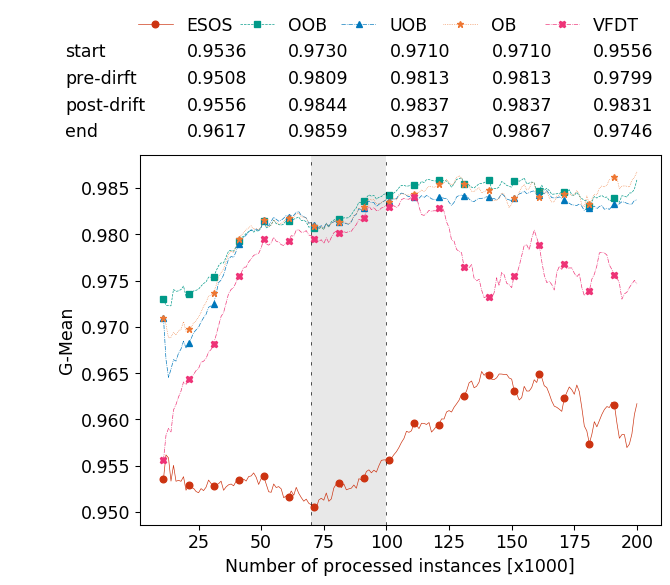 ESOS OOB UOB OB VFDT
start 0.9536 0.9730 0.9710 0.9710 0.9556
pre-dirft 0.9508 0.9809 0.9813 0.9813 0.9799
post-drift 0.9556 0.9844 0.9837 0.9837 0.9831
end 0.9617 0.9859 0.9837 0.9867 0.9746
G-Mean
0.985
0.980
0.975
0.970
0.965
0.960
0.955
0.950
25 50 75 100 125 150 175 200
Number of processed instances [x1000]